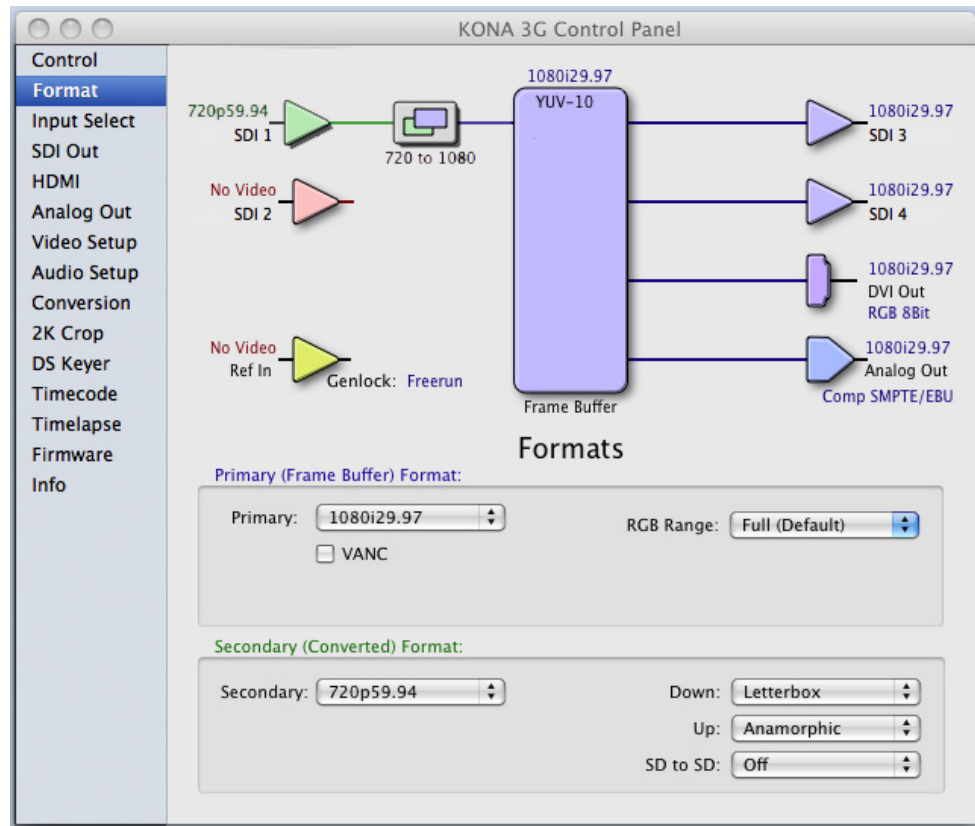 KONA 3G Control Panel
Control
Format
Input Select
SDI Out
HDMI
Analog Out
Video Setup
Audio Setup
Conversion
2K Crop
DS Keyer
Timecode
Timelapse
Firmware
Info
1080i29.97
YUV-10
720p59.94
SDI 1
720 to 1080
1080i29.97
SDI 3
No Video
SDI 2
1080i29.97
SDI 4
1080i29.97
DVI Out
RGB 8Bit
No Video
Ref In
Genlock: Freerun
1080i29.97
Analog Out
Comp SMPTE/EBU
Frame Buffer
Formats
Primary (Frame Buffer) Format:
Primary: 1080i29.97
RGB Range: Full (Default)
VANC
Secondary (Converted) Format:
Secondary: 720p59.94
Down: Letterbox
Up: Anamorphic
SD to SD: Off